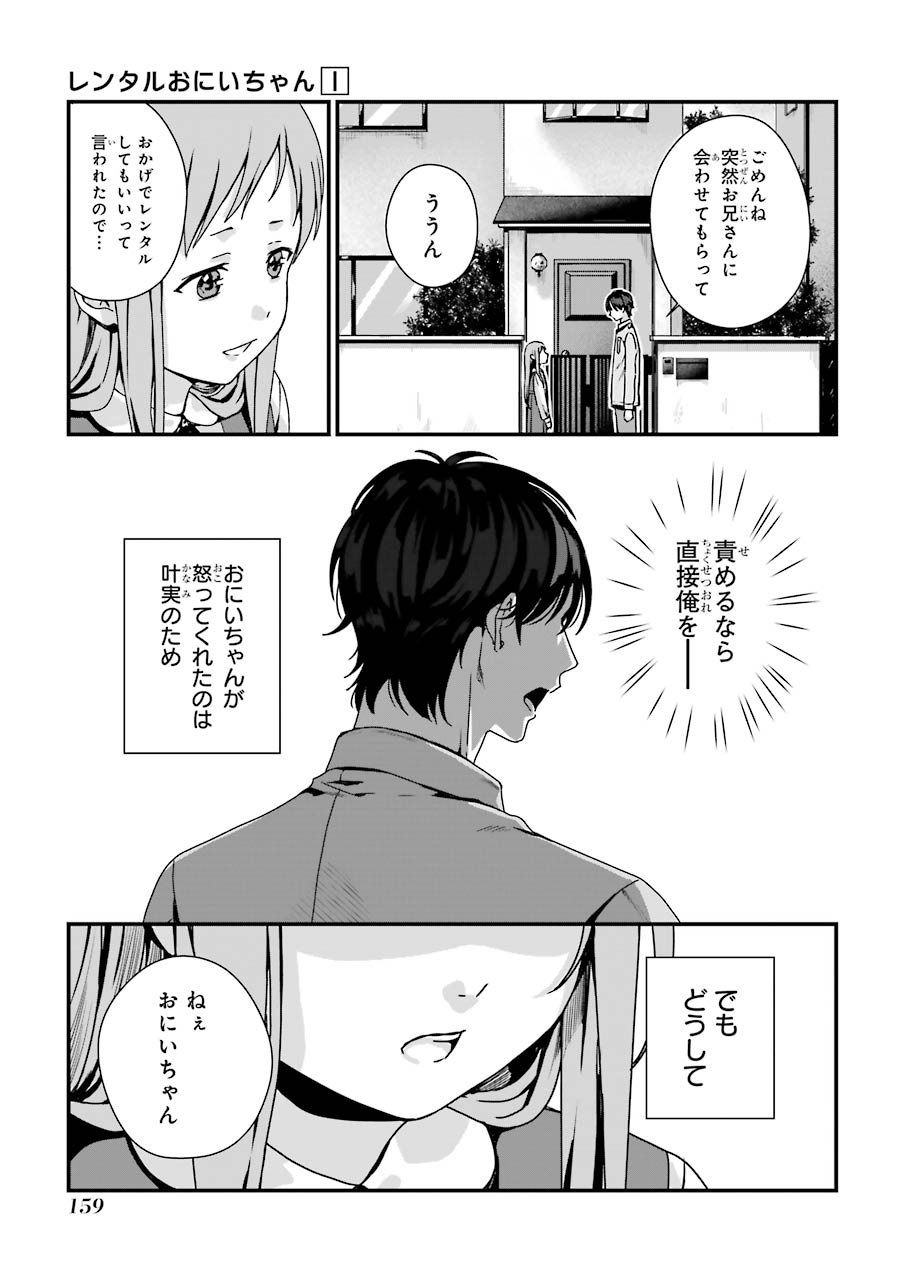 レンタルおにいちゃん 1
ごめんね
突然お兄さんに
会わせてもらって
ううん
おかげでレンタル
してもいいって
言われたので…
責めるなら
直接俺を――
おにいちゃんが
怒ってくれたのは
叶実のため
でも
どうして
ねぇ
おにいちゃん
159